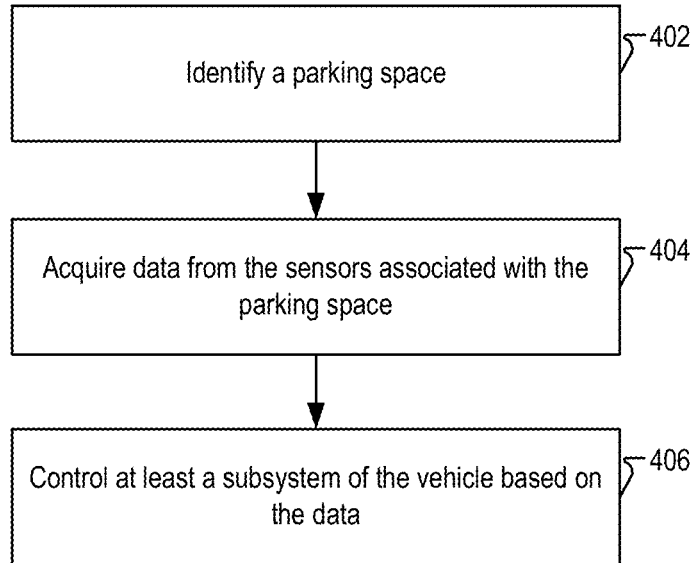 Identify a parking space
402
Acquire data from the sensors associated with the
parking space
404
Control at least a subsystem of the vehicle based on
the data
406